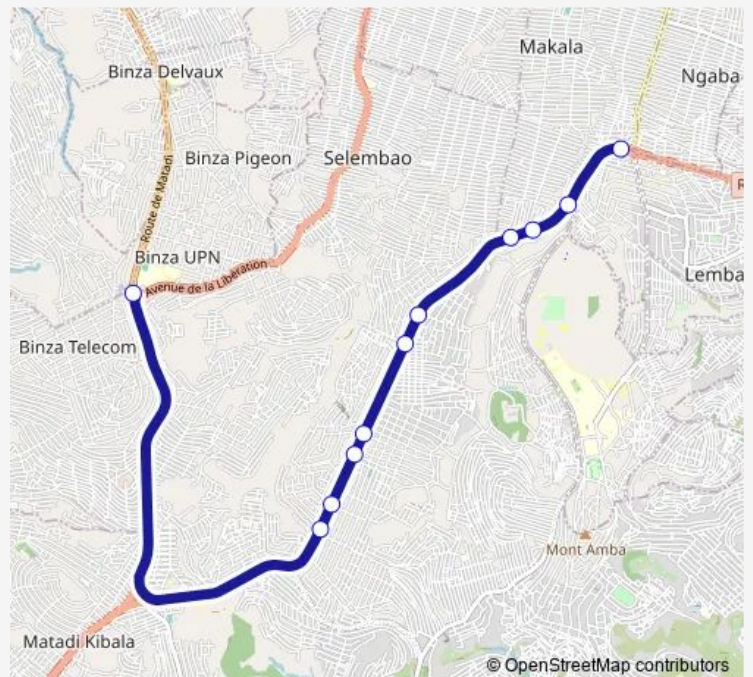 Makala
Binza Delvaux
Ngaba
Binza Pigeon
Selembao
Route de Matadi
R
Binza UPN
Avenue de la Libération
Lemba
Binza Telecom
Mont Amba
Matadi Kibala
© OpenStreetMap contributors